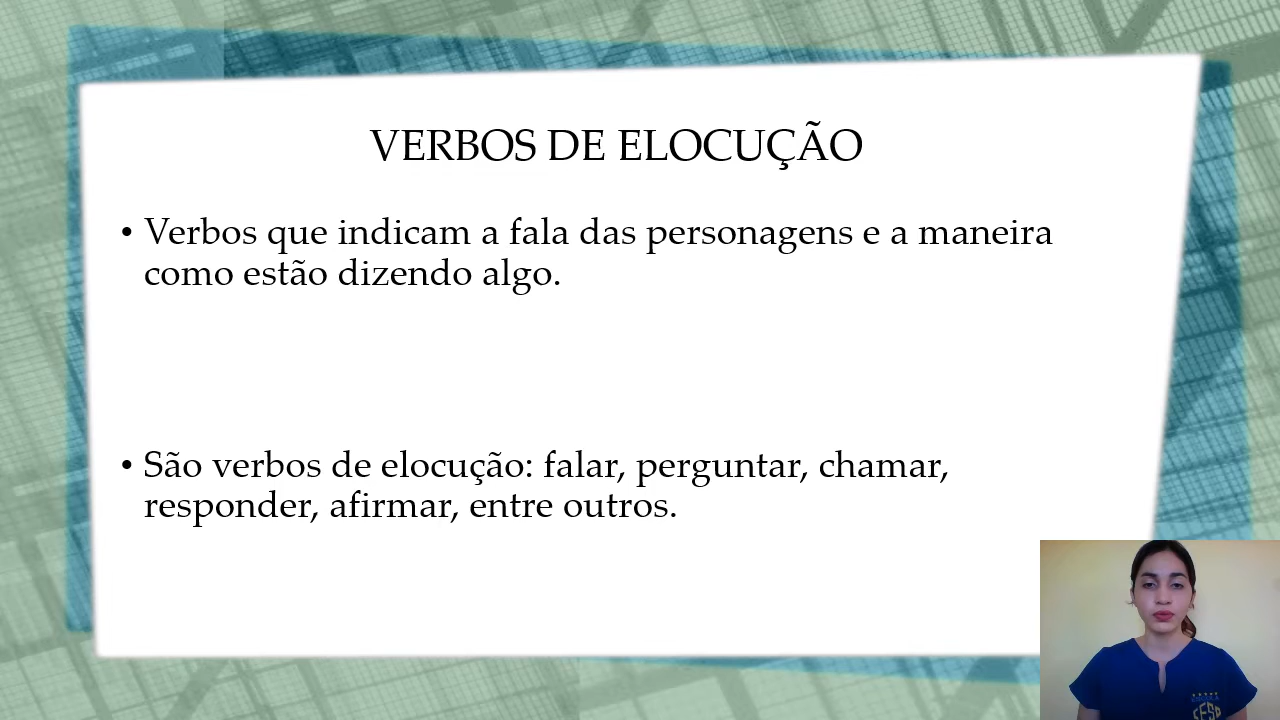 VERBOS DE ELOCUÇÃO
• Verbos que indicam a fala das personagens e a maneira
como estão dizendo algo.
• São verbos de elocução: falar, perguntar, chamar,
responder, afirmar, entre outros.